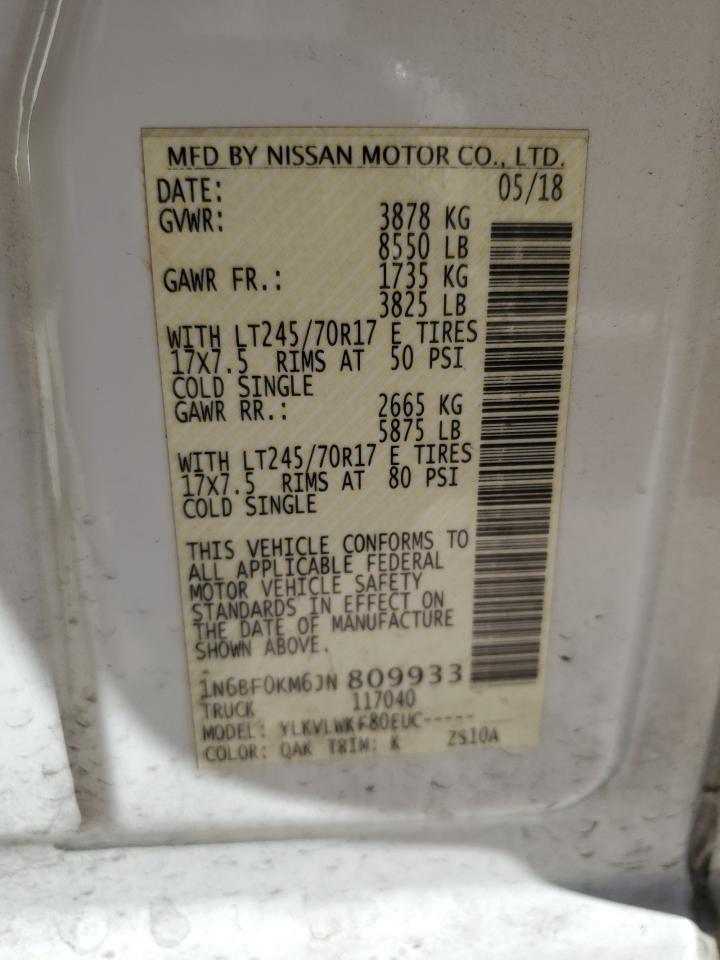 MFD BY NISSAN MOTOR CO., LTD.
DATE: 05/18
GVWR: 3878 KG
8550 LB
GAWR FR.: 1735 KG
3825 LB
WITH LT245/70R17 E TIRES
17X7.5 RIMS AT 50 PSI
COLD SINGLE
GAWR RR.: 2665 KG
5875 LB
WITH LT245/70R17 E TIRES
17X7.5 RIMS AT 80 PSI
COLD SINGLE
THIS VEHICLE CONFORMS TO
ALL APPLICABLE FEDERAL
MOTOR VEHICLE SAFETY
STANDARDS IN EFFECT ON
THE DATE OF MANUFACTURE
SHOWN ABOVE.
1N6BF0KM6JN 809933
TRUCK 117040
MODEL: YLKVLWKF80EUC-----
COLOR: QAK TRIM: K ZS10A